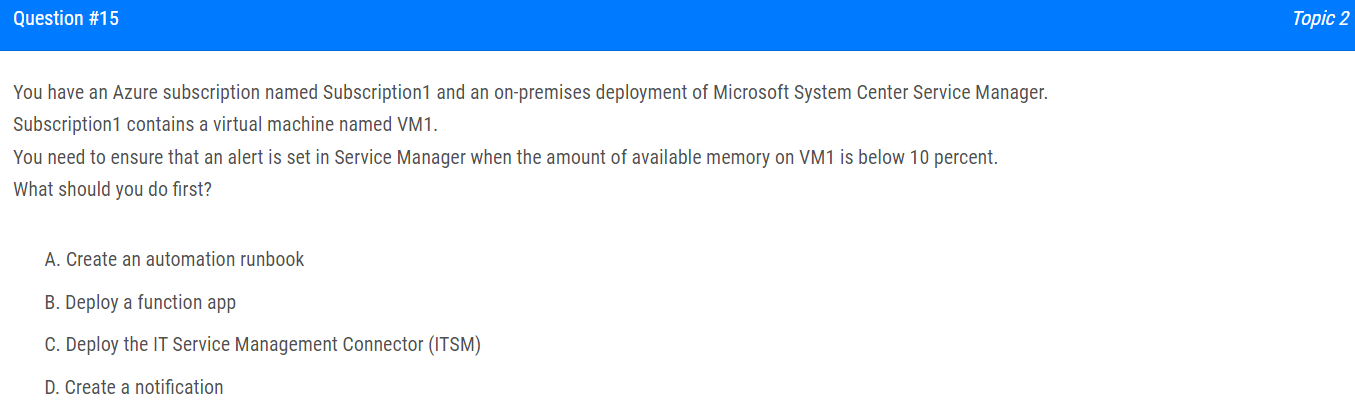 Question #15
Topic 2
You have an Azure subscription named Subscription1 and an on-premises deployment of Microsoft System Center Service Manager.
Subscription1 contains a virtual machine named VM1.
You need to ensure that an alert is set in Service Manager when the amount of available memory on VM1 is below 10 percent.
What should you do first?
A. Create an automation runbook
B. Deploy a function app
C. Deploy the IT Service Management Connector (ITSM)
D. Create a notification